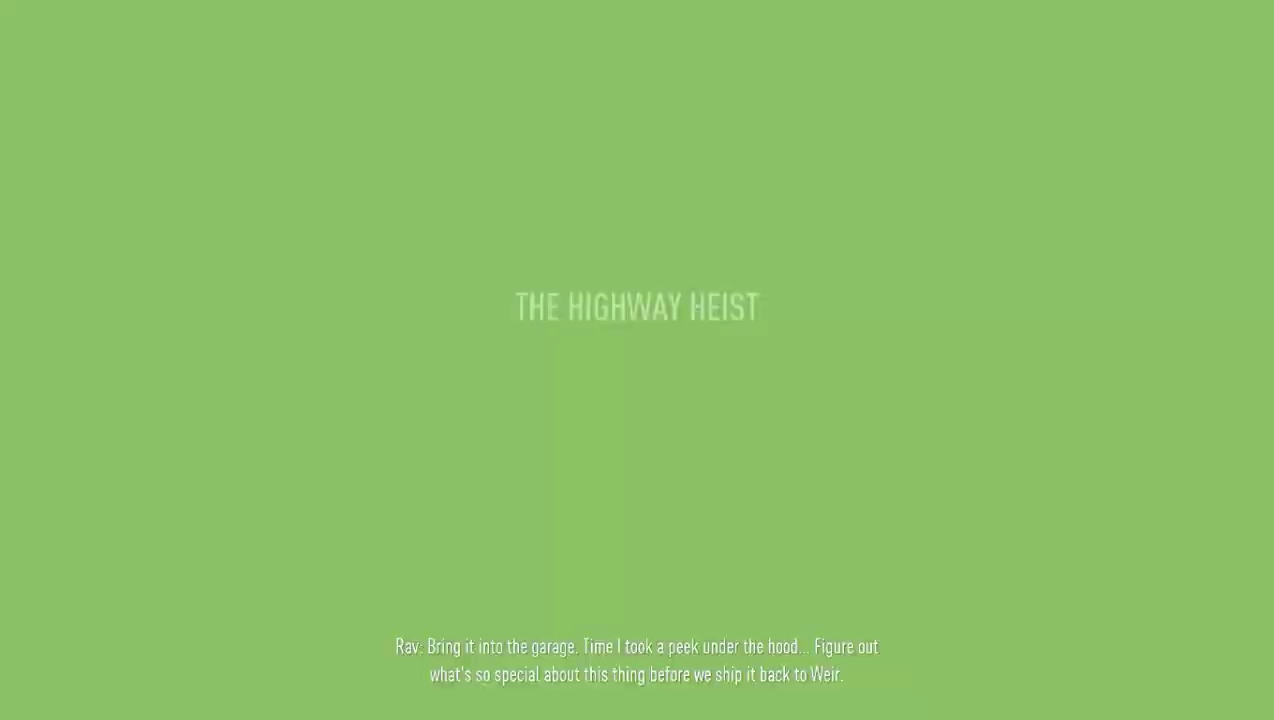 THE HIGHWAY HEIST
Rav: Bring it into the garage. Time I took a peek under the hood... Figure out
what's so special about this thing before we ship it back to Weir.